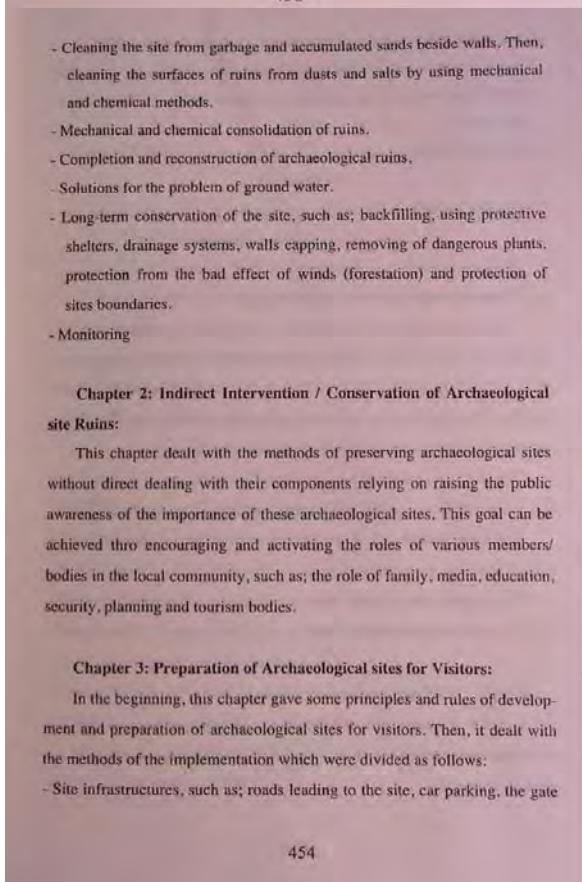 - Cleaning the site from garbage and accumulated sands beside walls. Then,
cleaning the surfaces of ruins from dusts and salts by using mechanical
and chemical methods.
- Mechanical and chemical consolidation of ruins.
- Completion and reconstruction of archaeological ruins.
- Solutions for the problem of ground water.
- Long-term conservation of the site, such as; backfilling, using protective
shelters, drainage systems, walls capping, removing of dangerous plants,
protection from the bad effect of winds (forestation) and protection of
sites boundaries.
- Monitoring
Chapter 2: Indirect Intervention / Conservation of Archaeological
site Ruins:
This chapter dealt with the methods of preserving archaeological sites
without direct dealing with their components relying on raising the public
awareness of the importance of these archaeological sites. This goal can be
achieved thro encouraging and activating the roles of various members/
bodies in the local community, such as; the role of family, media, education,
security, planning and tourism bodies.
Chapter 3: Preparation of Archaeological sites for Visitors:
In the beginning, this chapter gave some principles and rules of develop-
ment and preparation of archaeological sites for visitors. Then, it dealt with
the methods of the implementation which were divided as follows:
- Site infrastructures, such as; roads leading to the site, car parking, the gate
454